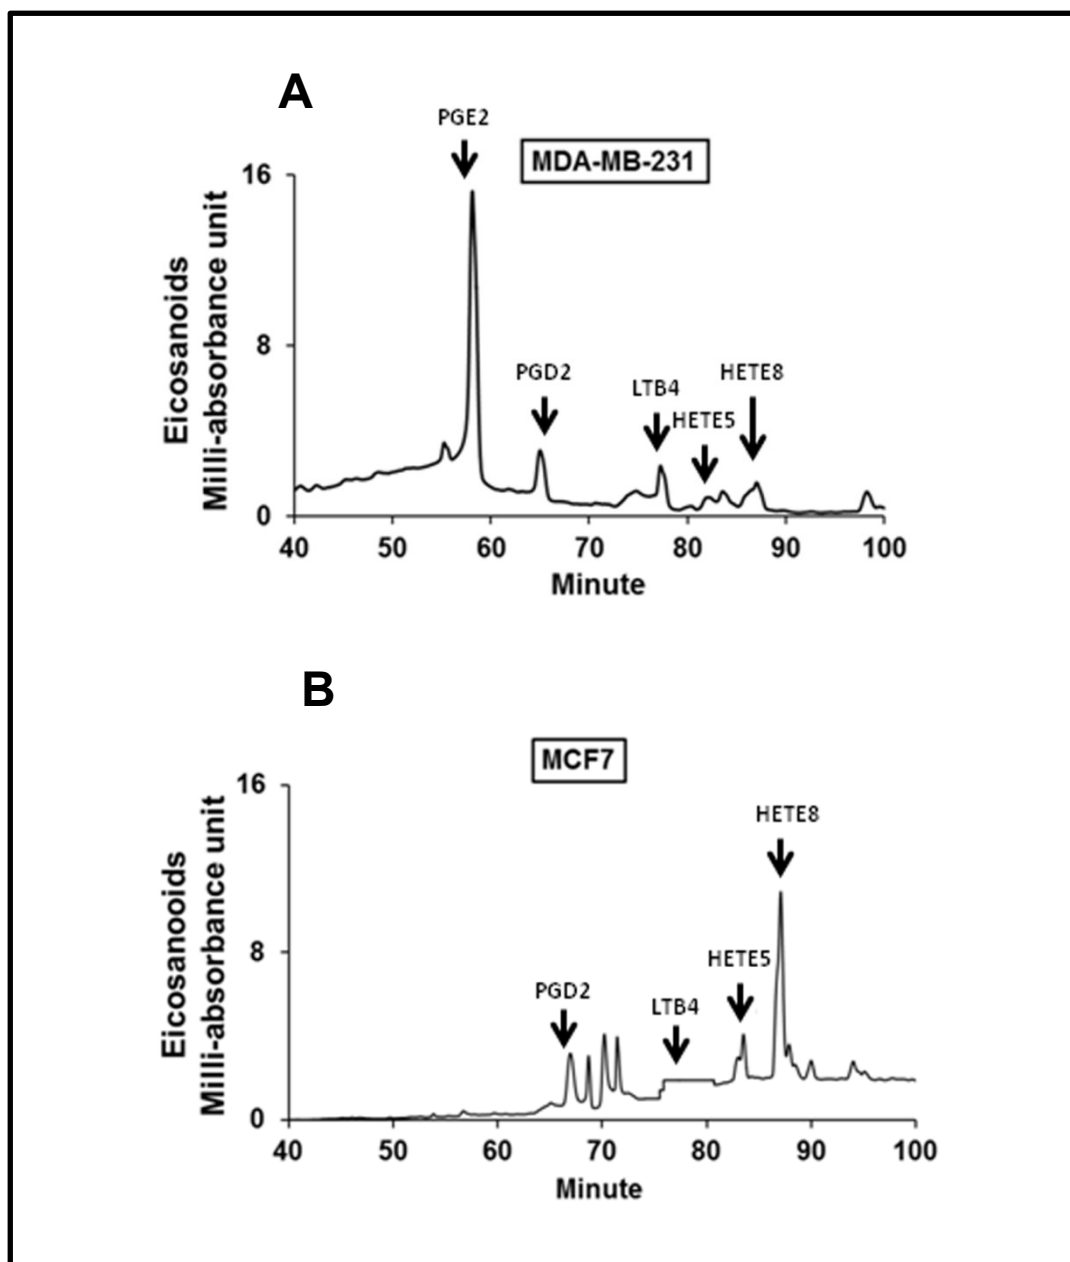 A
PGE2
MDA-MB-231
16
Eicosanoids
Milli-absorbance unit
PGD2
LTB4
HETE8
HETE5
8
0
40 50 60 70 80 90 100
Minute
B
MCF7
16
Eicosanooids
Milli-absorbance unit
HETE8
8
HETE5
PGD2
LTB4
0
40 50 60 70 80 90 100
Minute